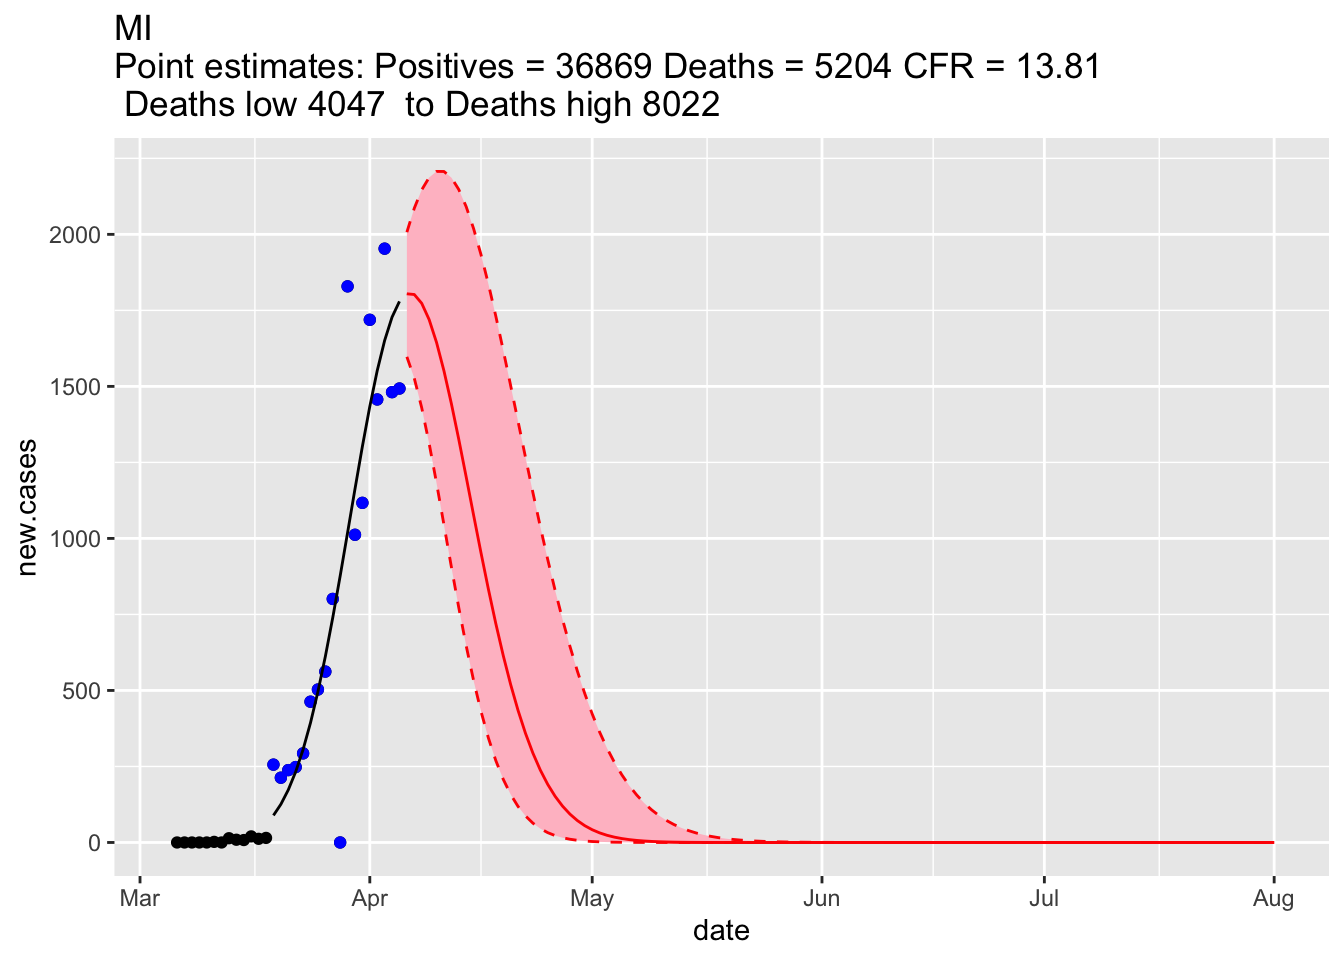 MI
Point estimates: Positives = 36869 Deaths = 5204 CFR = 13.81
Deaths low 4047  to Deaths high 8022
2000
1500
1000
500
0
new.cases
Mar Apr May Jun Jul Aug
date